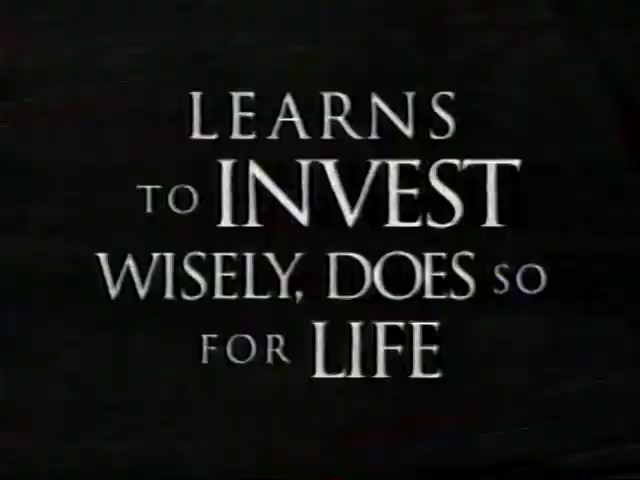 LEARNS
TO INVEST
WISELY, DOES SO
FOR LIFE